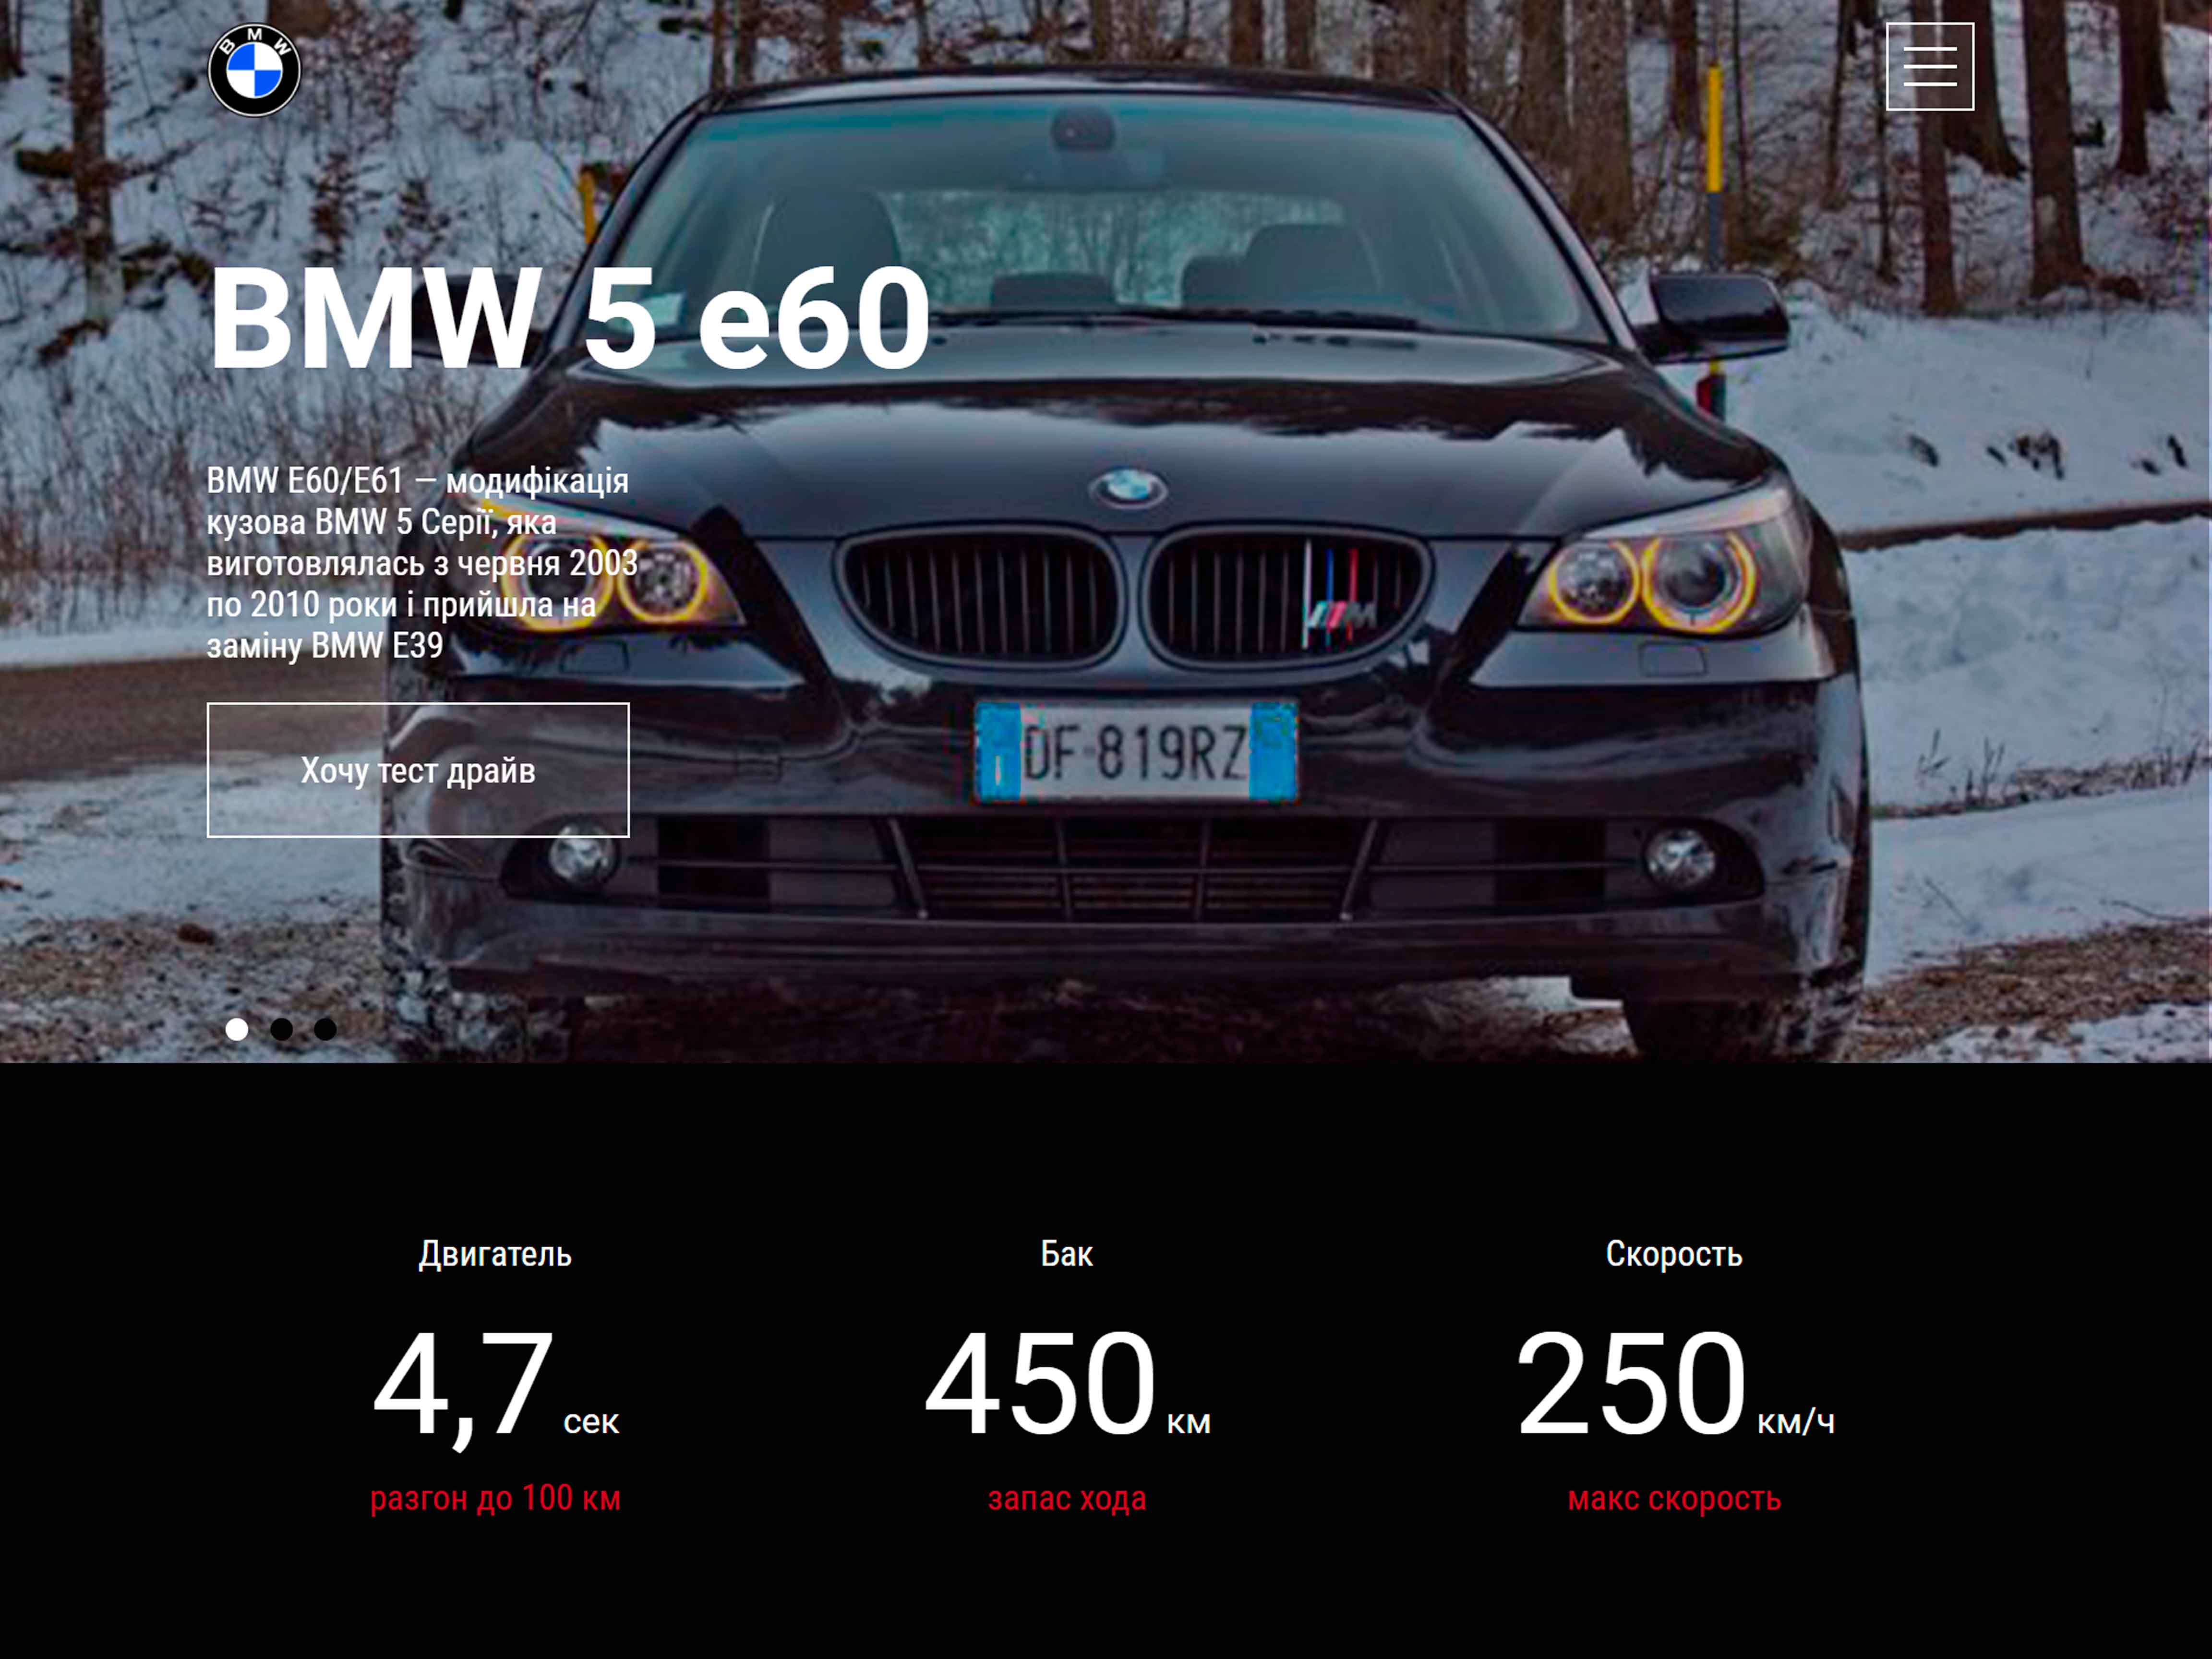 BMW
BMW 5 e60
BMW E60/E61 — модифікація
кузова BMW 5 Серії, яка
виготовлялась з червня 2003
по 2010 роки і прийшла на
заміну BMW E39
DF 819RZ
Хочу тест драйв
Двигатель
Бак
Скорость
4,7 сек
450 км
250 км/ч
разгон до 100 км
запас хода
макс скорость